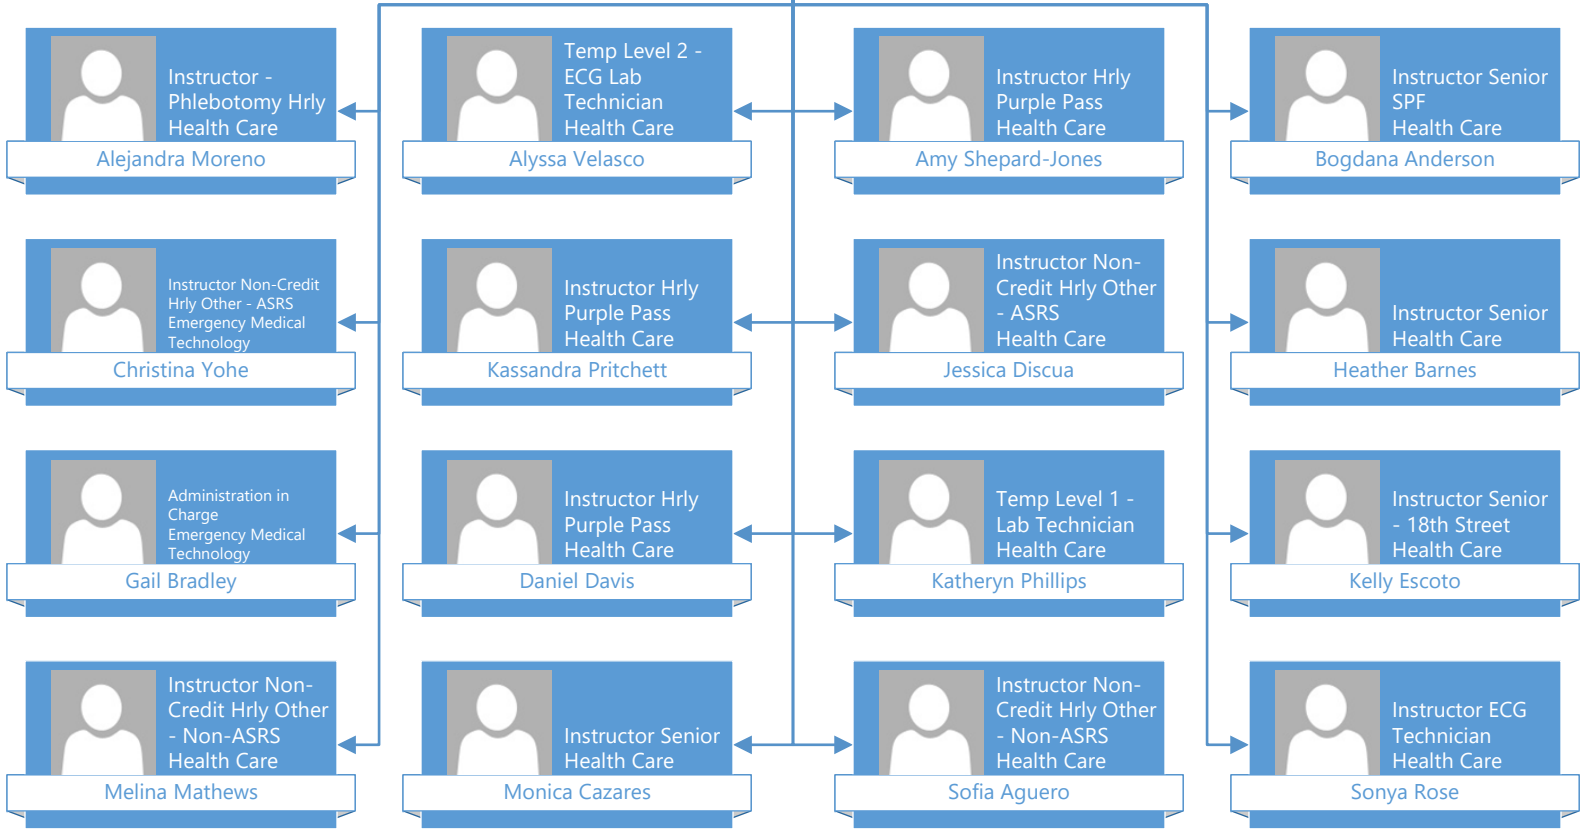 Instructor -
Phlebotomy Hrly
Health Care
Alejandra Moreno
Temp Level 2 -
ECG Lab
Technician
Health Care
Alyssa Velasco
Instructor Hrly
Purple Pass
Health Care
Amy Shepard-Jones
Instructor Senior
SPF
Health Care
Bogdana Anderson
Instructor Non-Credit
Hrly Other - ASRS
Emergency Medical
Technology
Christina Yohe
Instructor Hrly
Purple Pass
Health Care
Kassandra Pritchett
Instructor Non-
Credit Hrly Other
- ASRS
Health Care
Jessica Discua
Instructor Senior
Health Care
Heather Barnes
Administration in
Charge
Emergency Medical
Technology
Gail Bradley
Instructor Hrly
Purple Pass
Health Care
Daniel Davis
Temp Level 1 -
Lab Technician
Health Care
Katheryn Phillips
Instructor Senior
- 18th Street
Health Care
Kelly Escoto
Instructor Non-
Credit Hrly Other
- Non-ASRS
Health Care
Melina Mathews
Instructor Senior
Health Care
Monica Cazares
Instructor Non-
Credit Hrly Other
- Non-ASRS
Health Care
Sofia Aguero
Instructor ECG
Technician
Health Care
Sonya Rose